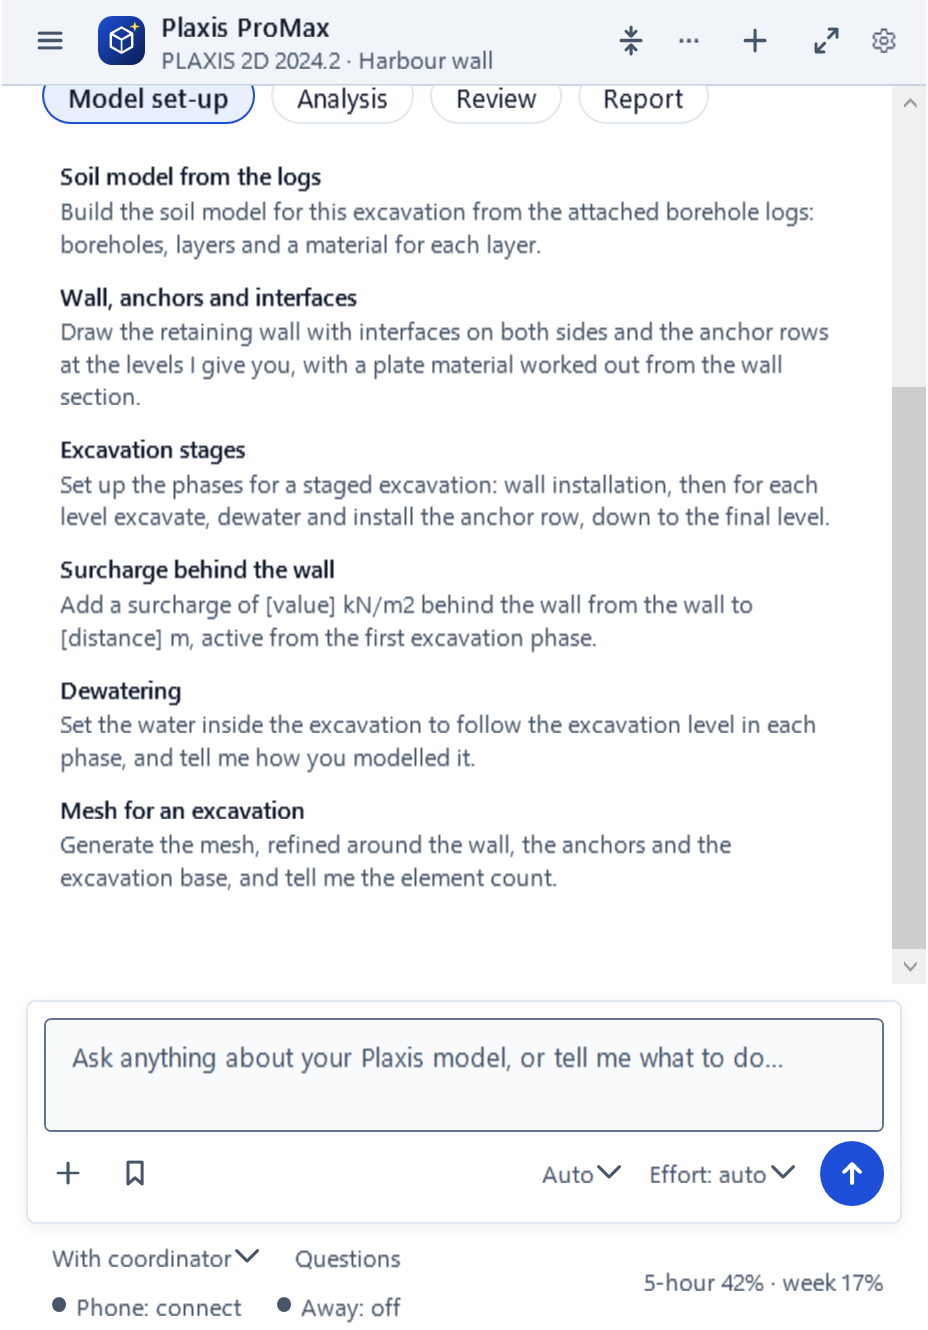 Plaxis ProMax
PLAXIS 2D 2024.2 · Harbour wall
Model set-up
Analysis
Review
Report
Soil model from the logs
Build the soil model for this excavation from the attached borehole logs:
boreholes, layers and a material for each layer.
Wall, anchors and interfaces
Draw the retaining wall with interfaces on both sides and the anchor rows
at the levels I give you, with a plate material worked out from the wall
section.
Excavation stages
Set up the phases for a staged excavation: wall installation, then for each
level excavate, dewater and install the anchor row, down to the final level.
Surcharge behind the wall
Add a surcharge of [value] kN/m2 behind the wall from the wall to
[distance] m, active from the first excavation phase.
Dewatering
Set the water inside the excavation to follow the excavation level in each
phase, and tell me how you modelled it.
Mesh for an excavation
Generate the mesh, refined around the wall, the anchors and the
excavation base, and tell me the element count.
Ask anything about your Plaxis model, or tell me what to do...
Auto
Effort: auto
With coordinator
Questions
5-hour 42% · week 17%
Phone: connect
Away: off